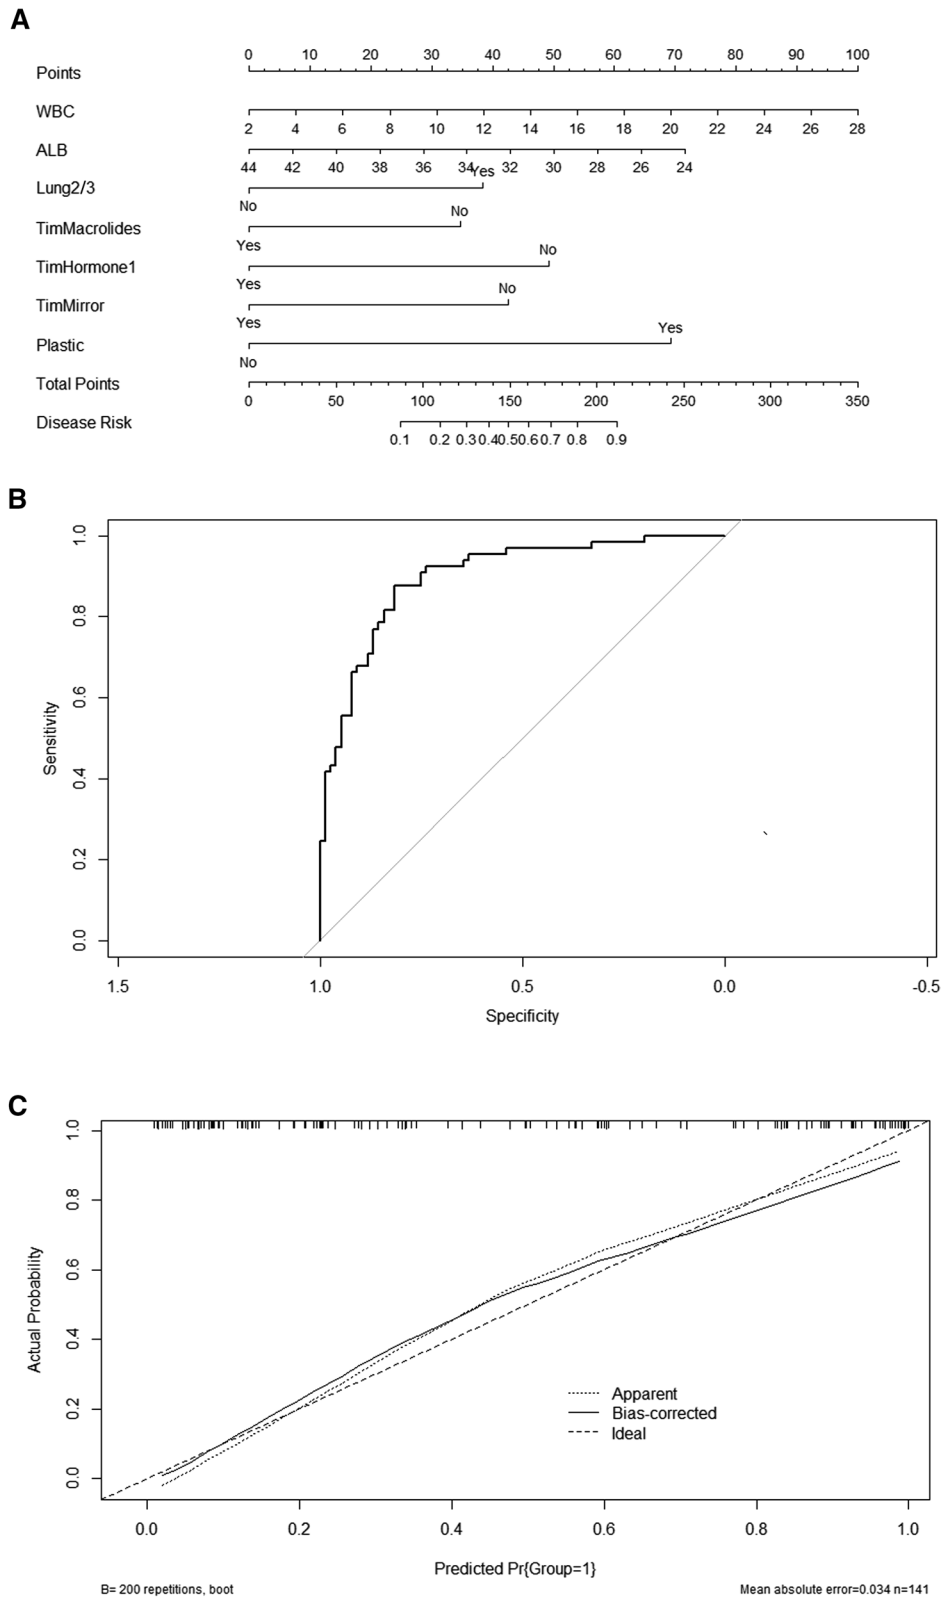 A
0 10 20 30 40 50 60 70 80 90 100
Points
WBC
2 4 6 8 10 12 14 16 18 20 22 24 26 28
ALB
44 42 40 38 36 34 32 30 28 26 24
Yes
Lung2/3
No
No
TimMacrolides
Yes
No
TimHormone1
Yes
No
TimMirror
Yes
Yes
Plastic
No
Total Points
0 50 100 150 200 250 300 350
Disease Risk
0.1 0.2 0.3 0.4 0.5 0.6 0.7 0.8 0.9
B
1.0
0.8
0.6
Sensitivity
0.4
0.2
0.0
1.5 1.0 0.5 0.0 -0.5
Specificity
C
1.0
0.8
0.6
Actual Probability
0.4
0.2
0.0
Apparent
Bias-corrected
Ideal
0.0 0.2 0.4 0.6 0.8 1.0
Predicted Pr{Group=1}
B= 200 repetitions, boot
Mean absolute error=0.034 n=141